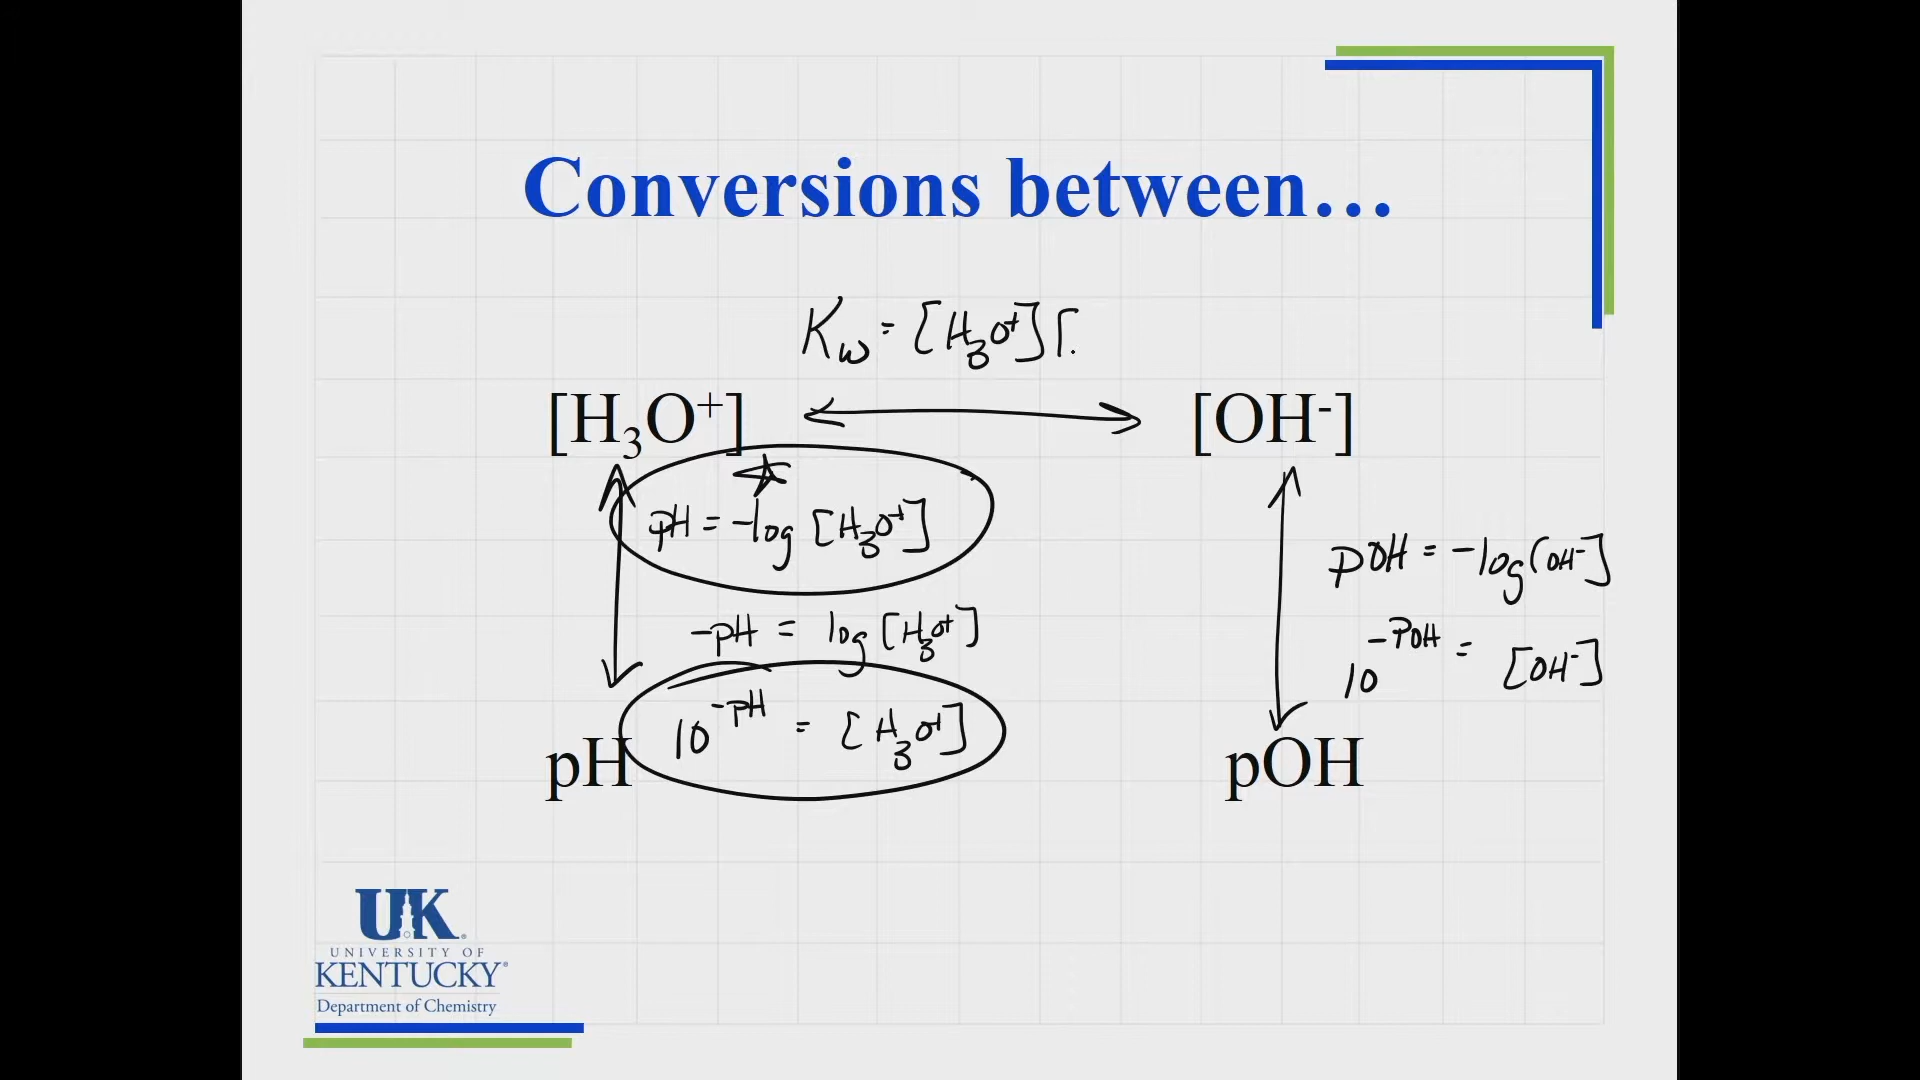 Conversions between…
Kw = [H3O+] [
[H3O+]
[OH-]
pH = -log [H3O+]
pOH = -log(OH-]
-pH = log [H3O+]
10^-pOH = [OH-]
10^-pH = [H3O+]
pH
pOH
UK
UNIVERSITY OF
KENTUCKY®
Department of Chemistry